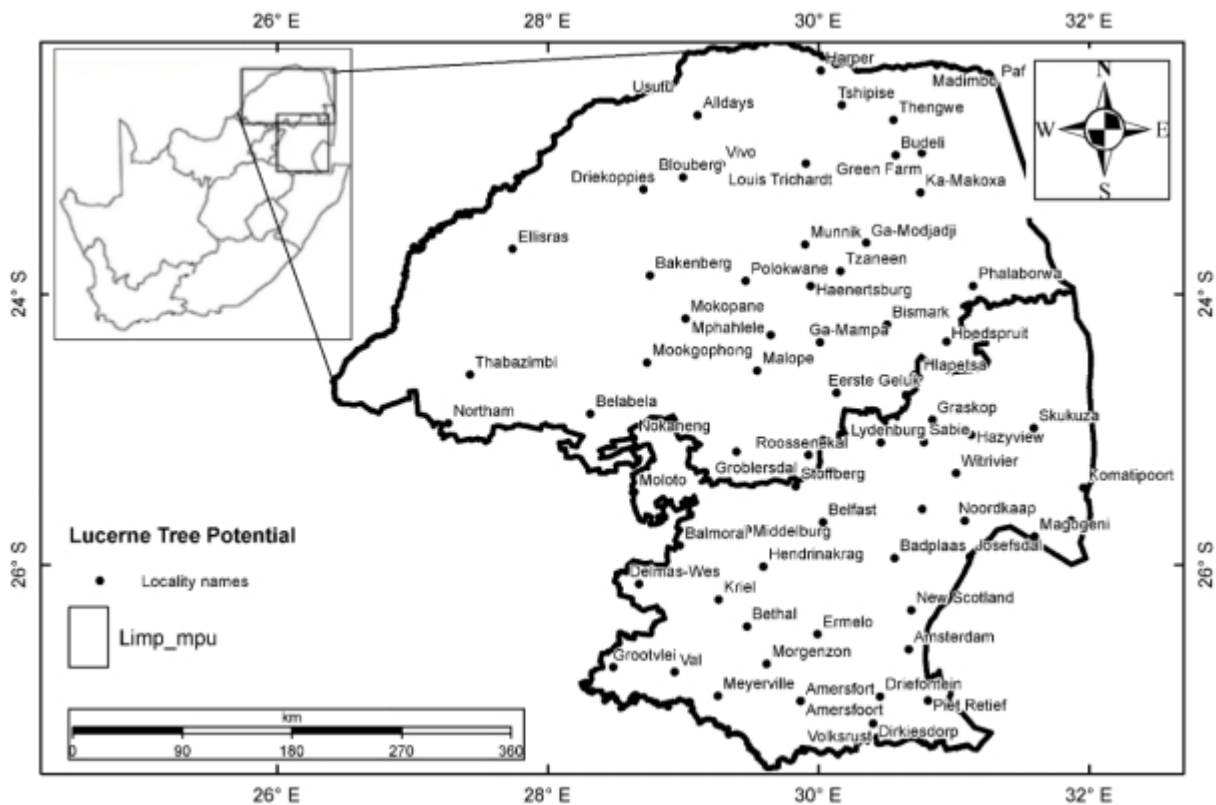 26° E 28° E 30° E 32° E
Harper
Paf
Madimbo
N
Usutu
Alldays
Tshipise
Thengwe
W E
Budeli
Vivo
Blouberg
Green Farm
Driekoppies
Louis Trichardt
Ka-Makoxa
S
Ellisras
Munnik
Ga-Modjadji
Tzaneen
Bakenberg
Polokwane
Phalaborwa
Haenertsburg
24° S 24° S
Mokopane
Bismark
Mphahlele
Ga-Mampa
Hoedspruit
Mookgophong
Malope
Thabazimbi
Hlapetsa
Eerste Geluk
Belabela
Graskop
Northam
Skukuza
Nokaneng
Lydenburg
Sabie
Hazyview
Roossenekal
Witrivier
Groblersdal
Stoffberg
Moloto
Komatipoort
Belfast
Noordkaap
Magogeni
Lucerne Tree Potential
Balmoral
Middelburg
Badplaas
Josefsdal
Hendrinakrag
26° S 26° S
Locality names
Delmas-Wes
Kriel
New Scotland
Limp_mpu
Bethal
Ermelo
Amsterdam
Grootvlei
Val
Morgenzon
Meyerville
Amersfort
Driefontein
Amersfoort
Piet Retief
km
Volksrust
Dirkiesdorp
0 90 180 270 360
26° E 28° E 30° E 32° E